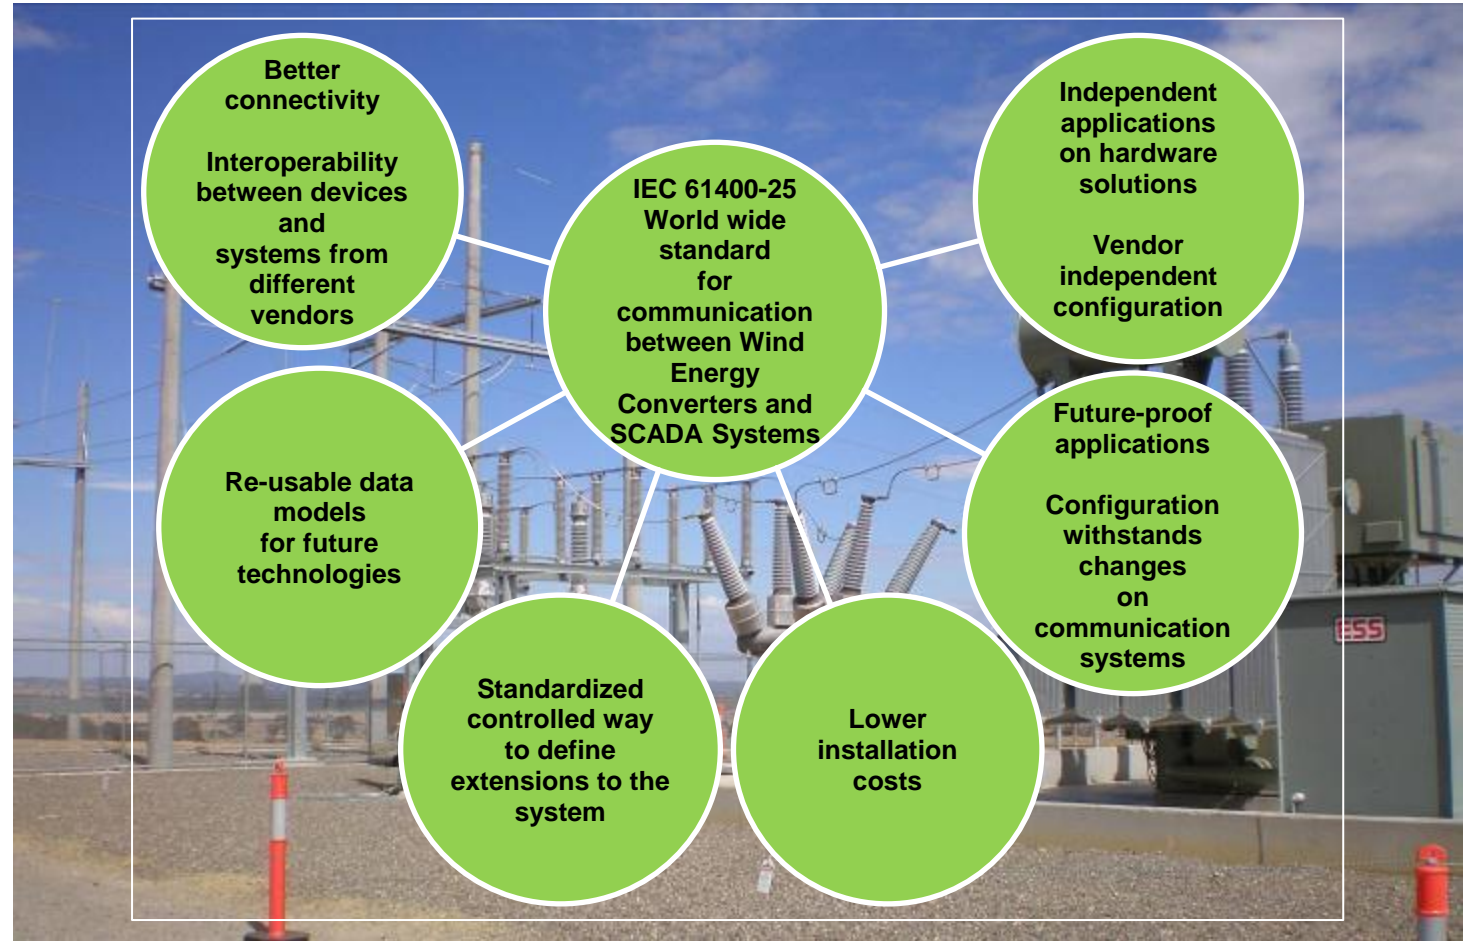 Better
connectivity
Interoperability
between devices
and
systems from
different
vendors
IEC 61400-25
World wide
standard
for
communication
between Wind
Energy
Converters and
SCADA Systems
Independent
applications
on hardware
solutions
Vendor
independent
configuration
Re-usable data
models
for future
technologies
Future-proof
applications
Configuration
withstands
changes
on
communication
systems
Standardized
controlled way
to define
extensions to the
system
Lower
installation
costs
ESS